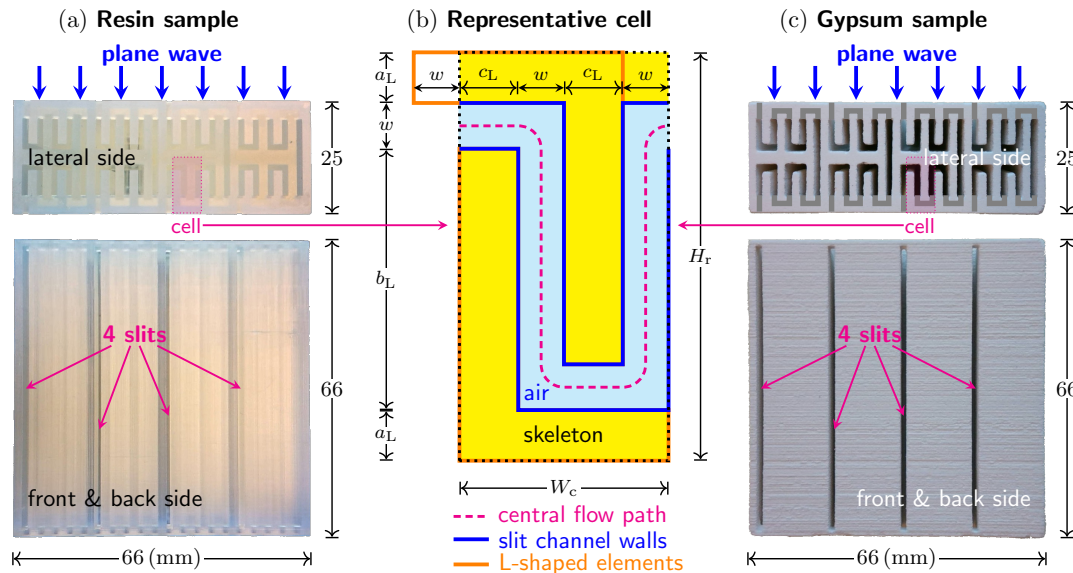 (a) Resin sample
plane wave
lateral side
25
cell
4 slits
66
front & back side
66 (mm)
(b) Representative cell
a_L
w
c_L
w
c_L
w
w
b_L
a_L
H_r
air
skeleton
W_c
central flow path
slit channel walls
L-shaped elements
(c) Gypsum sample
plane wave
lateral side
25
cell
4 slits
66
front & back side
66 (mm)